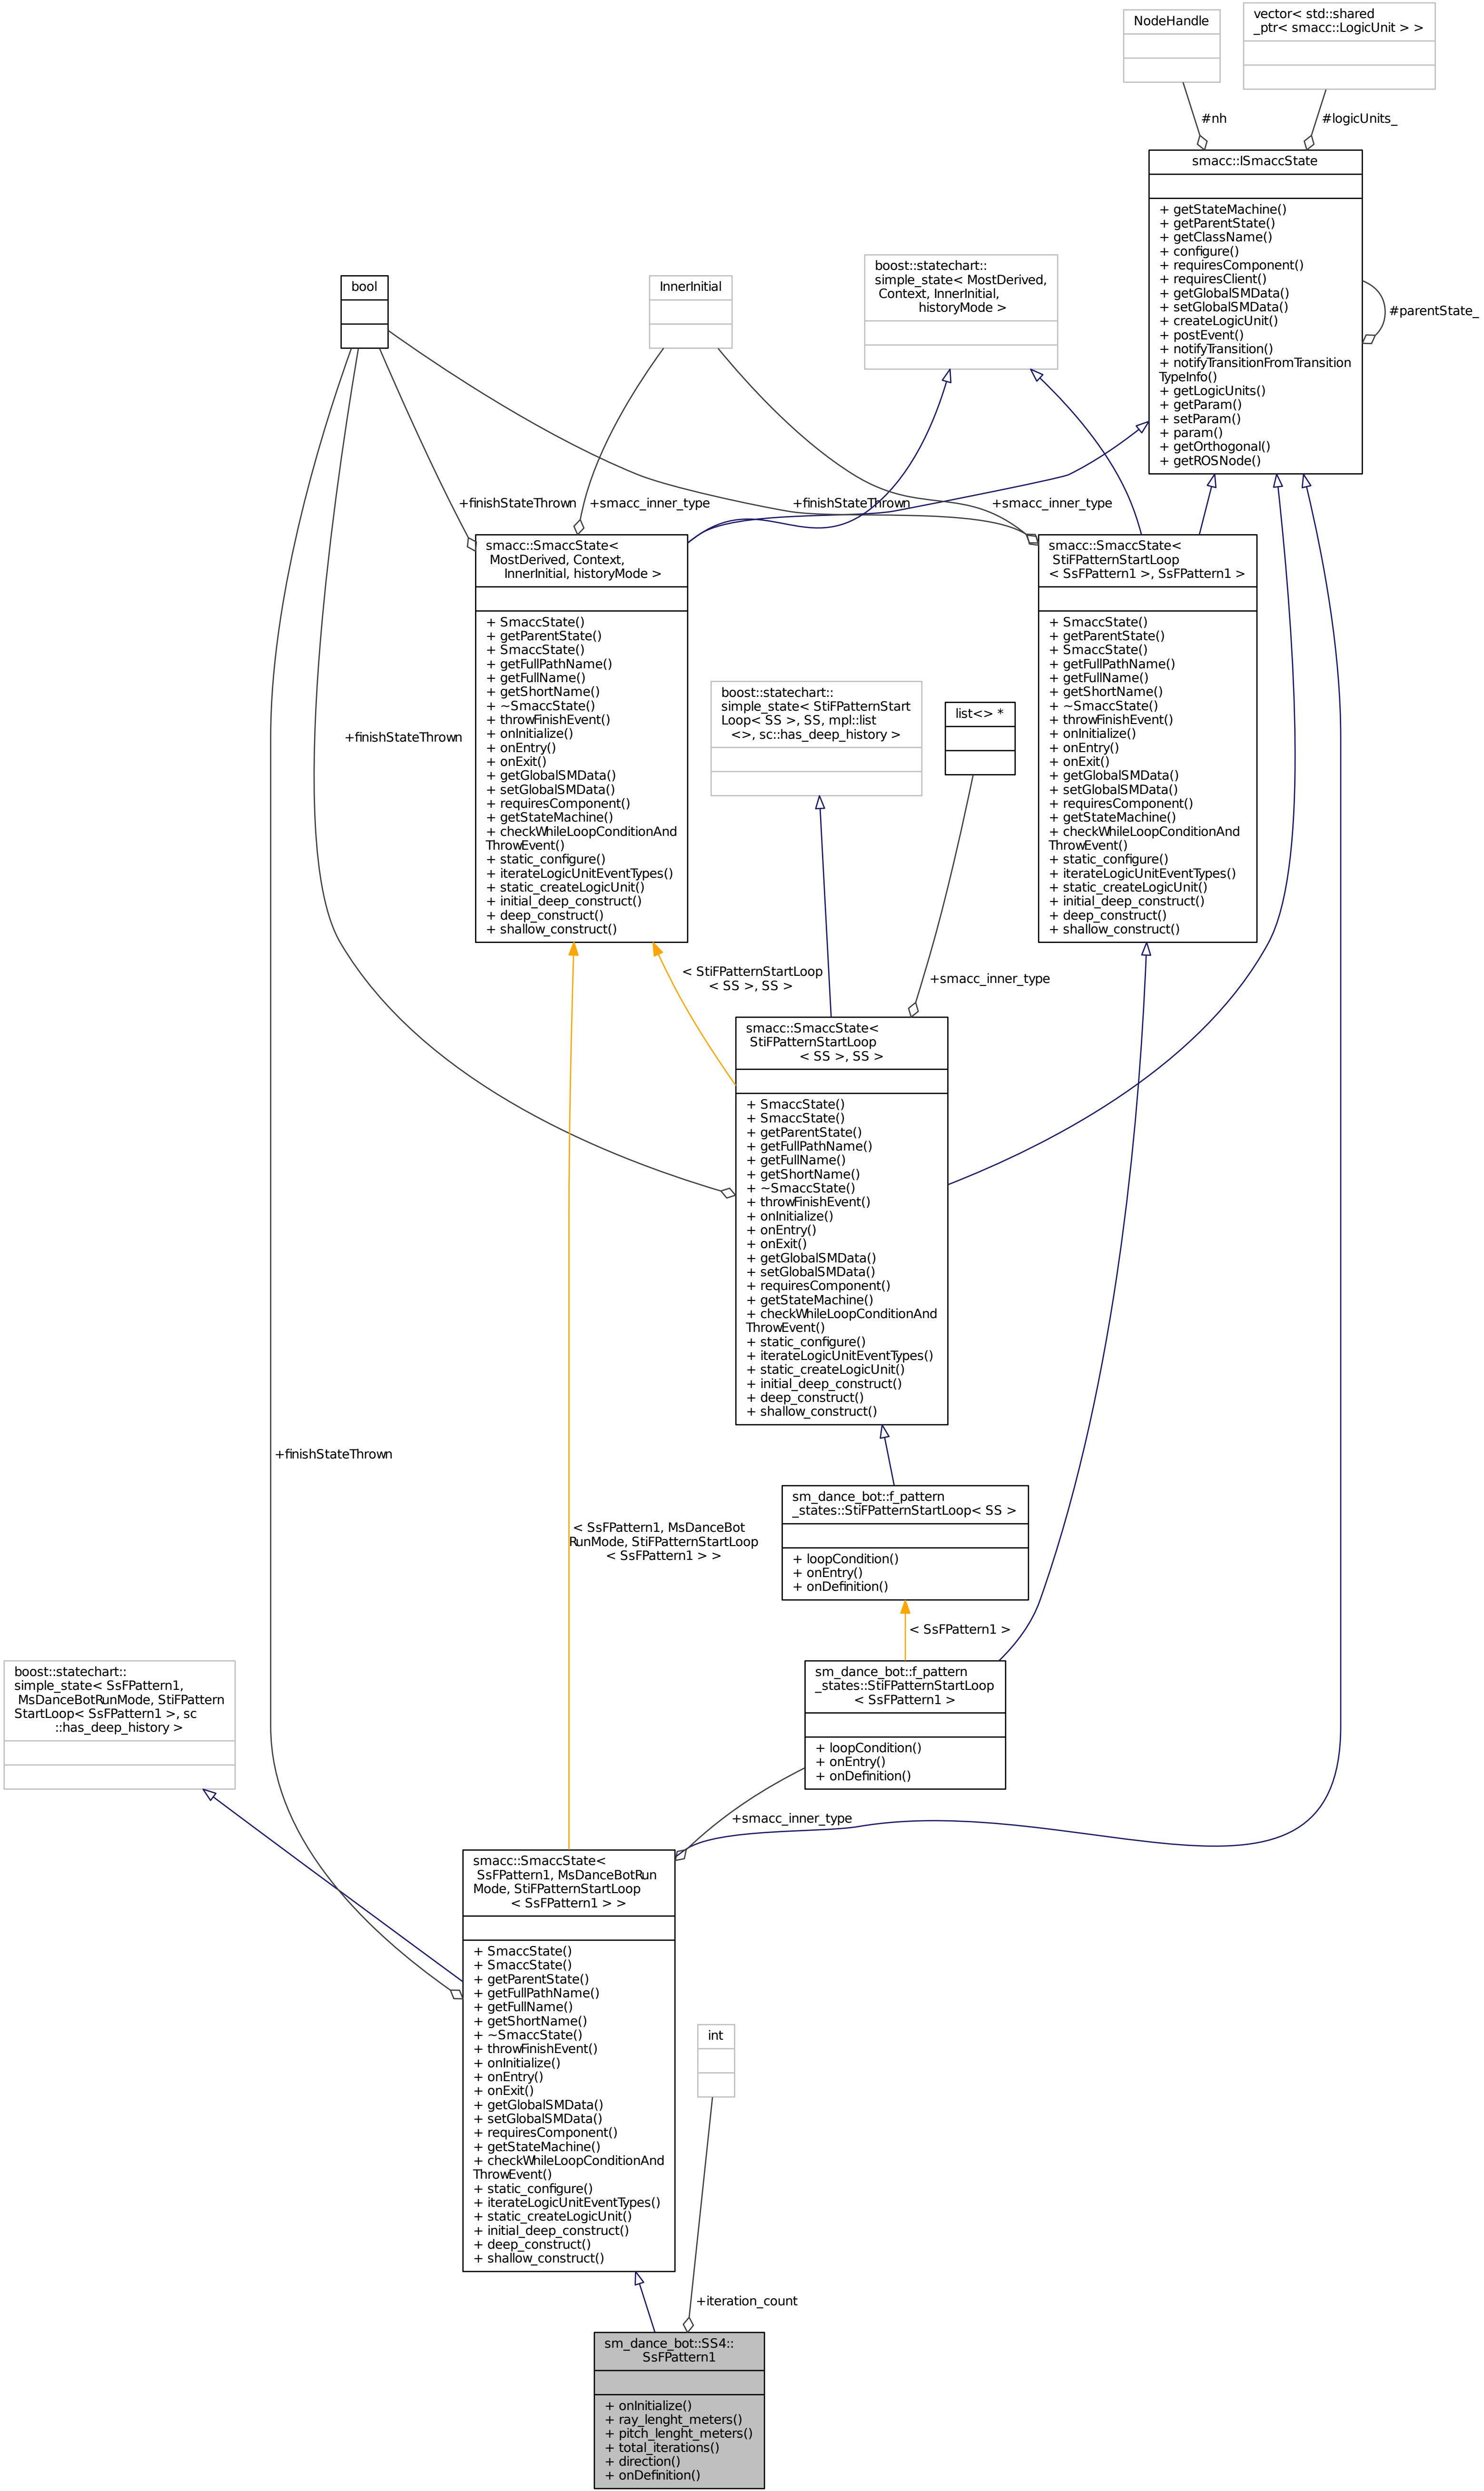 NodeHandle
vector< std::shared
_ptr< smacc::LogicUnit > >
#nh
#logicUnits_
smacc::ISmaccState
+ getStateMachine()
+ getParentState()
+ getClassName()
+ configure()
+ requiresComponent()
+ requiresClient()
+ getGlobalSMData()
+ setGlobalSMData()
+ createLogicUnit()
+ postEvent()
+ notifyTransition()
+ notifyTransitionFromTransition
TypeInfo()
+ getLogicUnits()
+ getParam()
+ setParam()
+ param()
+ getOrthogonal()
+ getROSNode()
#parentState_
boost::statechart::
simple_state< MostDerived,
Context, InnerInitial,
historyMode >
bool
InnerInitial
+finishStateThrown
+smacc_inner_type
+finishStateThrown
+smacc_inner_type
smacc::SmaccState<
MostDerived, Context,
InnerInitial, historyMode >
+ SmaccState()
+ getParentState()
+ SmaccState()
+ getFullPathName()
+ getFullName()
+ getShortName()
+ ~SmaccState()
+ throwFinishEvent()
+ onInitialize()
+ onEntry()
+ onExit()
+ getGlobalSMData()
+ setGlobalSMData()
+ requiresComponent()
+ getStateMachine()
+ checkWhileLoopConditionAnd
ThrowEvent()
+ static_configure()
+ iterateLogicUnitEventTypes()
+ static_createLogicUnit()
+ initial_deep_construct()
+ deep_construct()
+ shallow_construct()
smacc::SmaccState<
StiFPatternStartLoop
< SsFPattern1 >, SsFPattern1 >
+ SmaccState()
+ getParentState()
+ SmaccState()
+ getFullPathName()
+ getFullName()
+ getShortName()
+ ~SmaccState()
+ throwFinishEvent()
+ onInitialize()
+ onEntry()
+ onExit()
+ getGlobalSMData()
+ setGlobalSMData()
+ requiresComponent()
+ getStateMachine()
+ checkWhileLoopConditionAnd
ThrowEvent()
+ static_configure()
+ iterateLogicUnitEventTypes()
+ static_createLogicUnit()
+ initial_deep_construct()
+ deep_construct()
+ shallow_construct()
boost::statechart::
simple_state< StiFPatternStart
Loop< SS >, SS, mpl::list
<>, sc::has_deep_history >
list<> *
+finishStateThrown
< StiFPatternStartLoop
< SS >, SS >
+smacc_inner_type
smacc::SmaccState<
StiFPatternStartLoop
< SS >, SS >
+ SmaccState()
+ SmaccState()
+ getParentState()
+ getFullPathName()
+ getFullName()
+ getShortName()
+ ~SmaccState()
+ throwFinishEvent()
+ onInitialize()
+ onEntry()
+ onExit()
+ getGlobalSMData()
+ setGlobalSMData()
+ requiresComponent()
+ getStateMachine()
+ checkWhileLoopConditionAnd
ThrowEvent()
+ static_configure()
+ iterateLogicUnitEventTypes()
+ static_createLogicUnit()
+ initial_deep_construct()
+ deep_construct()
+ shallow_construct()
+finishStateThrown
sm_dance_bot::f_pattern
_states::StiFPatternStartLoop< SS >
+ loopCondition()
+ onEntry()
+ onDefinition()
< SsFPattern1, MsDanceBot
RunMode, StiFPatternStartLoop
< SsFPattern1 > >
< SsFPattern1 >
sm_dance_bot::f_pattern
_states::StiFPatternStartLoop
< SsFPattern1 >
+ loopCondition()
+ onEntry()
+ onDefinition()
boost::statechart::
simple_state< SsFPattern1,
MsDanceBotRunMode, StiFPattern
StartLoop< SsFPattern1 >, sc
::has_deep_history >
+smacc_inner_type
smacc::SmaccState<
SsFPattern1, MsDanceBotRun
Mode, StiFPatternStartLoop
< SsFPattern1 > >
+ SmaccState()
+ SmaccState()
+ getParentState()
+ getFullPathName()
+ getFullName()
+ getShortName()
+ ~SmaccState()
+ throwFinishEvent()
+ onInitialize()
+ onEntry()
+ onExit()
+ getGlobalSMData()
+ setGlobalSMData()
+ requiresComponent()
+ getStateMachine()
+ checkWhileLoopConditionAnd
ThrowEvent()
+ static_configure()
+ iterateLogicUnitEventTypes()
+ static_createLogicUnit()
+ initial_deep_construct()
+ deep_construct()
+ shallow_construct()
int
+iteration_count
sm_dance_bot::SS4::
SsFPattern1
+ onInitialize()
+ ray_lenght_meters()
+ pitch_lenght_meters()
+ total_iterations()
+ direction()
+ onDefinition()